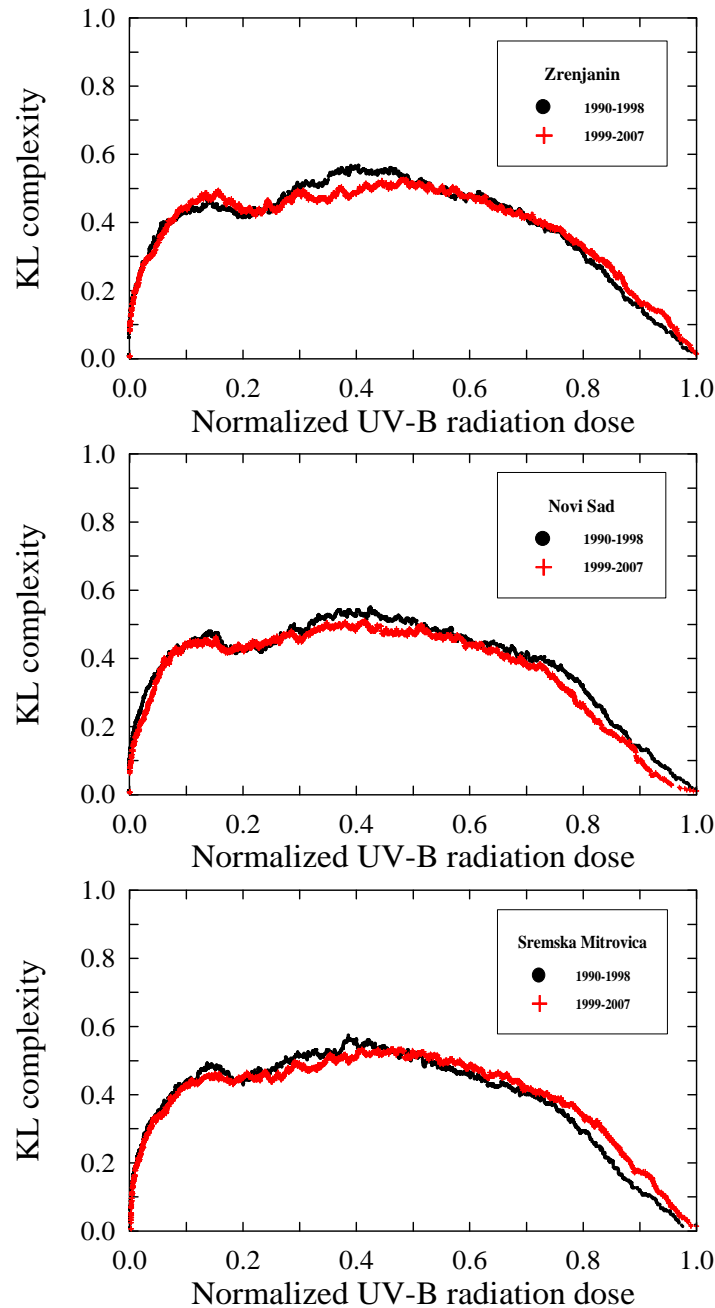 1.0
0.8
0.6
0.4
0.2
0.0
KL complexity
Zrenjanin
1990-1998
1999-2007
0.0 0.2 0.4 0.6 0.8 1.0
Normalized UV-B radiation dose
1.0
0.8
0.6
0.4
0.2
0.0
KL complexity
Novi Sad
1990-1998
1999-2007
0.0 0.2 0.4 0.6 0.8 1.0
Normalized UV-B radiation dose
1.0
0.8
0.6
0.4
0.2
0.0
KL complexity
Sremska Mitrovica
1990-1998
1999-2007
0.0 0.2 0.4 0.6 0.8 1.0
Normalized UV-B radiation dose